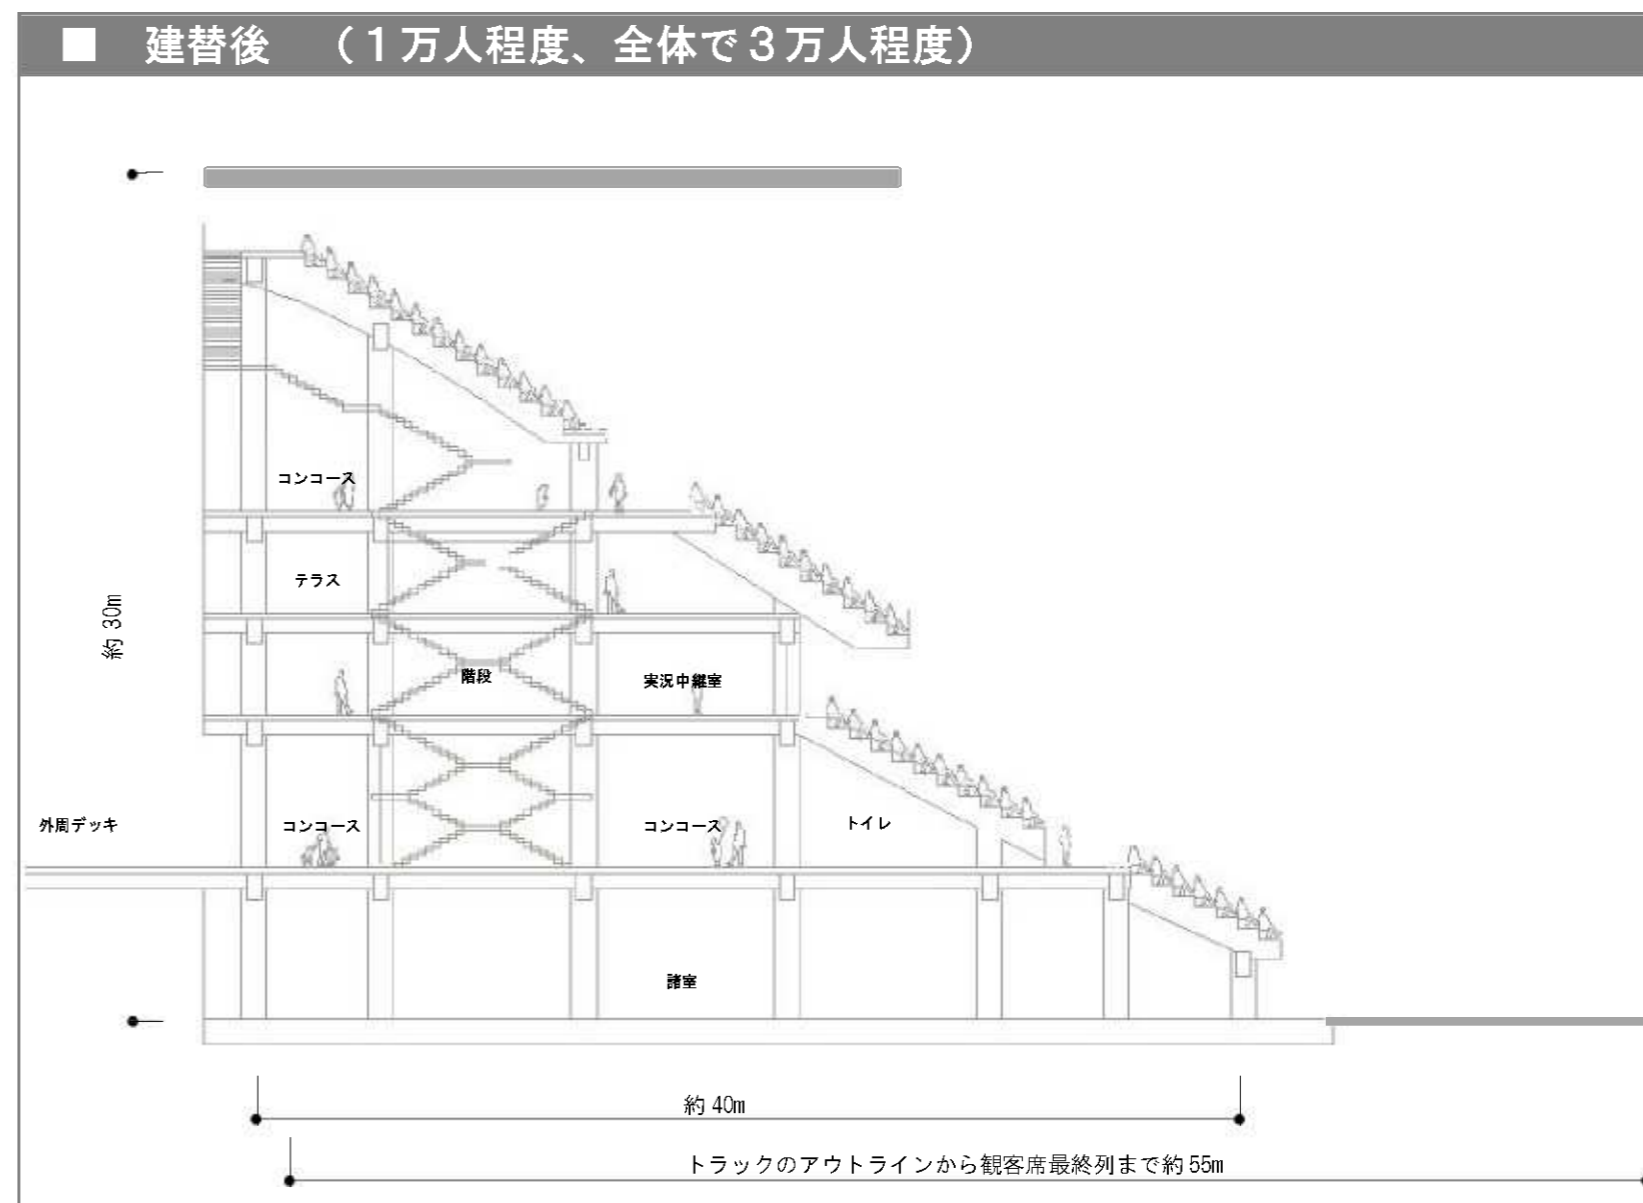 ■ 建替後 （１万人程度、全体で３万人程度）
コンコース
テラス
約 30m
階段
実況中継室
外周デッキ
コンコース
コンコース
トイレ
諸室
約 40m
トラックのアウトラインから観客席最終列まで約 55m